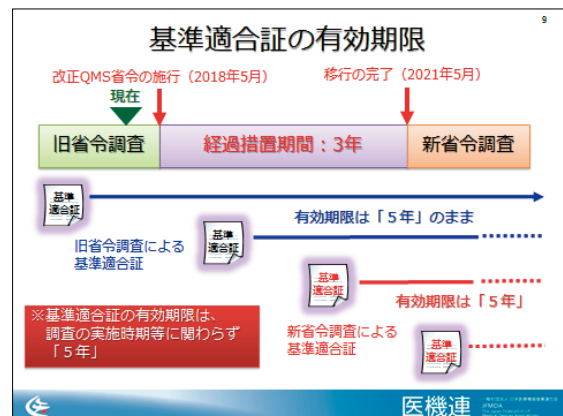 9
基準適合証の有効期限
改正QMS省令の施行（2018年5月）
移行の完了（2021年5月）
現在
旧省令調査
経過措置期間：3年
新省令調査
基準
適合証
有効期限は「５年」のまま
基準
適合証
旧省令調査による
基準適合証
基準
適合証
有効期限は「５年」
※基準適合証の有効期限は、
調査の実施時期等に関わらず
「５年」
新省令調査による
基準適合証
基準
適合証
医機連
JFMDA